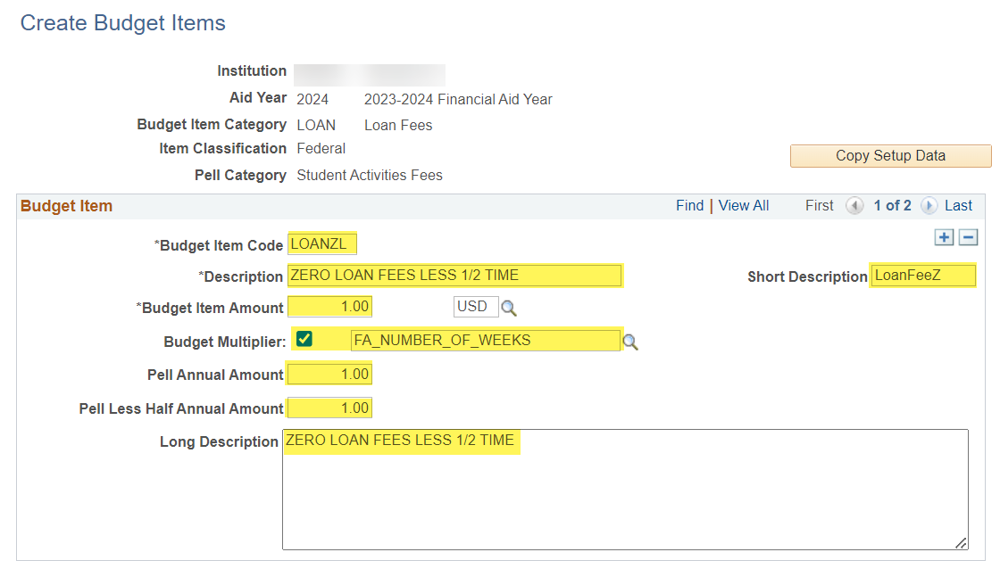 Create Budget Items
Institution
Aid Year 2024 2023-2024 Financial Aid Year
Budget Item Category LOAN Loan Fees
Item Classification Federal
Copy Setup Data
Pell Category Student Activities Fees
Budget Item Find | View All First 1 of 2 Last
*Budget Item Code LOANZL
*Description ZERO LOAN FEES LESS 1/2 TIME Short Description LoanFeeZ
*Budget Item Amount 1.00 USD
Budget Multiplier: FA_NUMBER_OF_WEEKS
Pell Annual Amount 1.00
Pell Less Half Annual Amount 1.00
Long Description ZERO LOAN FEES LESS 1/2 TIME